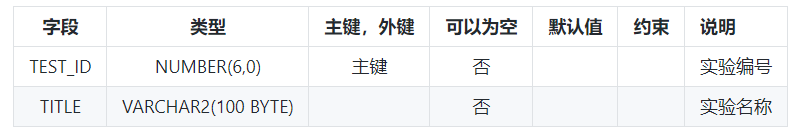 字段 类型 主键，外键 可以为空 默认值 约束 说明
TEST_ID NUMBER(6,0) 主键 否 实验编号
TITLE VARCHAR2(100 BYTE) 否 实验名称